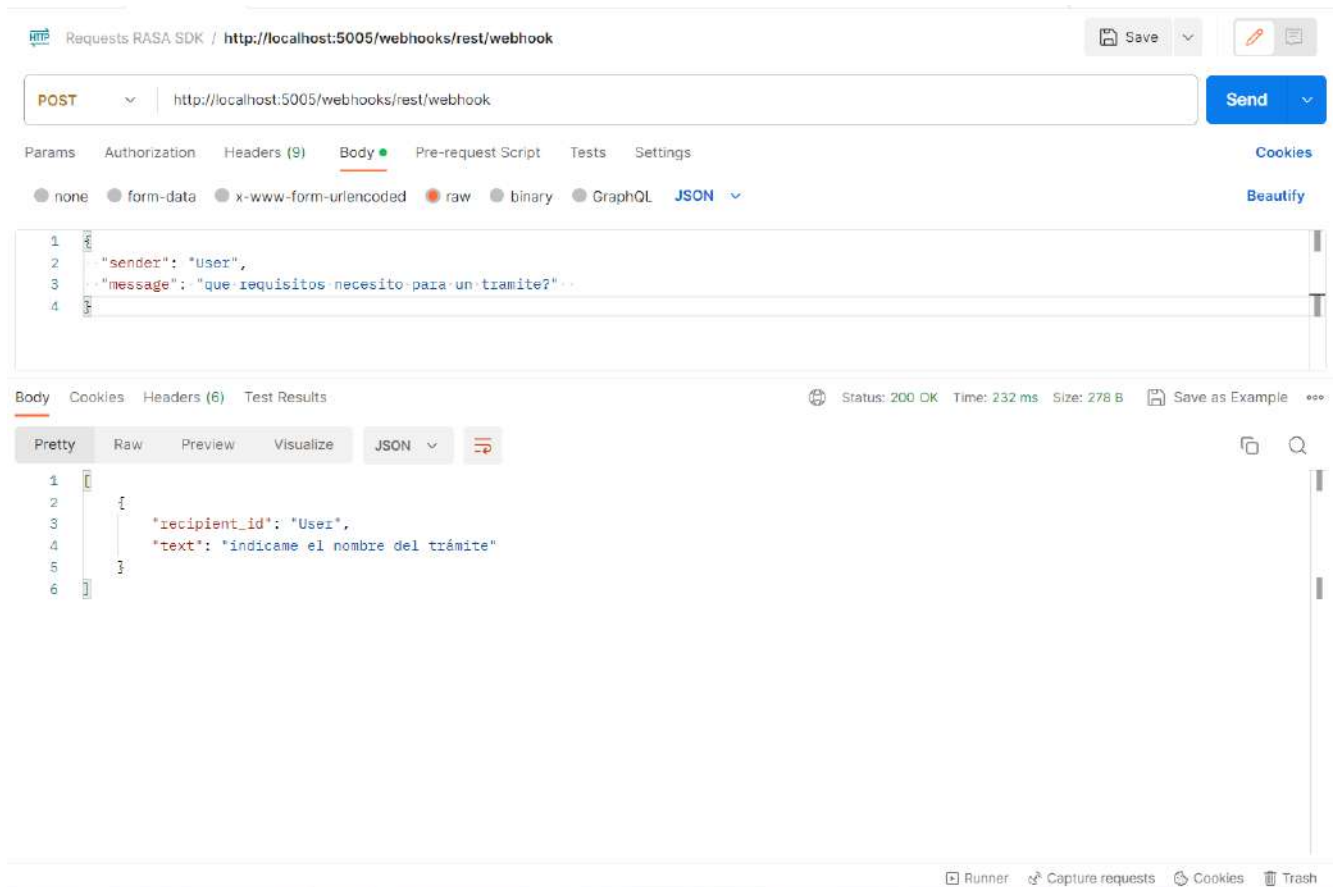 HTTP Requests RASA SDK / http://localhost:5005/webhooks/rest/webhook Save
POST http://localhost:5005/webhooks/rest/webhook Send
Params Authorization Headers (9) Body Pre-request Script Tests Settings Cookies
none form-data x-www-form-urlencoded raw binary GraphQL JSON Beautify
1 {
2 "sender": "User",
3 "message": "que requisitos necesito para un tramite?"
4 }
Body Cookies Headers (6) Test Results Status: 200 OK Time: 232 ms Size: 278 B Save as Example
Pretty Raw Preview Visualize JSON
1 [
2 {
3 "recipient_id": "User",
4 "text": "indicame el nombre del trámite"
5 }
6 ]
Runner Capture requests Cookies Trash